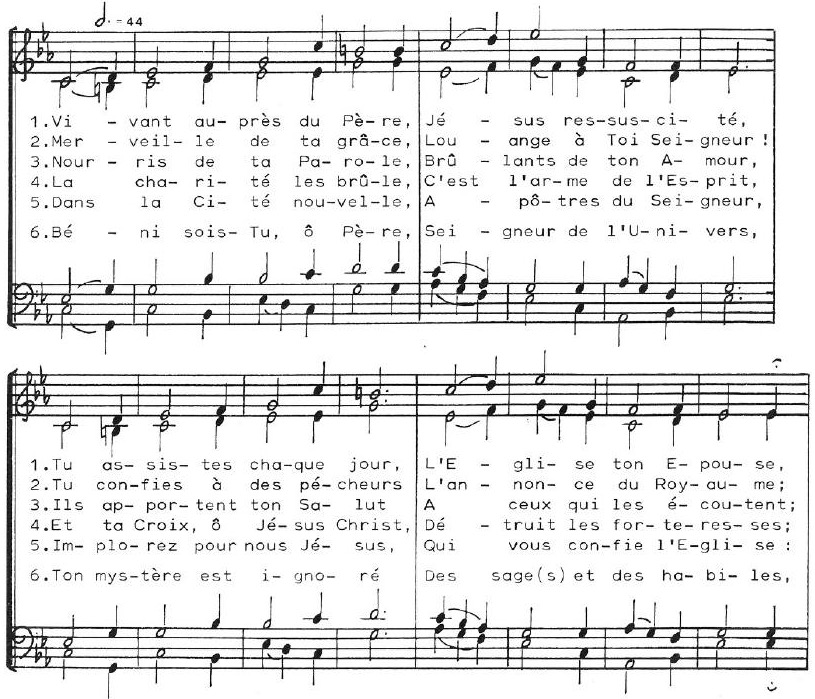 𝅗𝅥. = 44
1.Vi - vant au-près du Pè-re, Jé - sus res-sus-ci- té,
2.Mer - veil- le de ta grâ-ce, Lou - ange à Toi Sei-gneur !
3.Nour - ris de ta Pa- ro-le, Brû - lants de ton A- mour,
4.La cha- ri- té les brû-le, C'est l'ar- me de l'Es- prit,
5.Dans la Ci- té nou-vel-le, A - pô-tres du Sei-gneur,
6.Bé - ni sois-Tu, ô Pè-re, Sei - gneur de l'U-ni- vers,
1.Tu as- sis- tes cha-que jour, L'E - gli- se ton E- pou-se,
2.Tu con-fies à des pé-cheurs L'an - non- ce du Roy-au-me;
3.Ils ap- por-tent ton Sa- lut A ceux qui les é-cou-tent;
4.Et ta Croix, ô Jé-sus Christ, Dé - truit les for-te-res-ses;
5.Im- plo-rez pour nous Jé- sus, Qui vous con-fie l'E-gli-se :
6.Ton mys-tère est i- gno- ré Des sage(s) et des ha-bi-les,